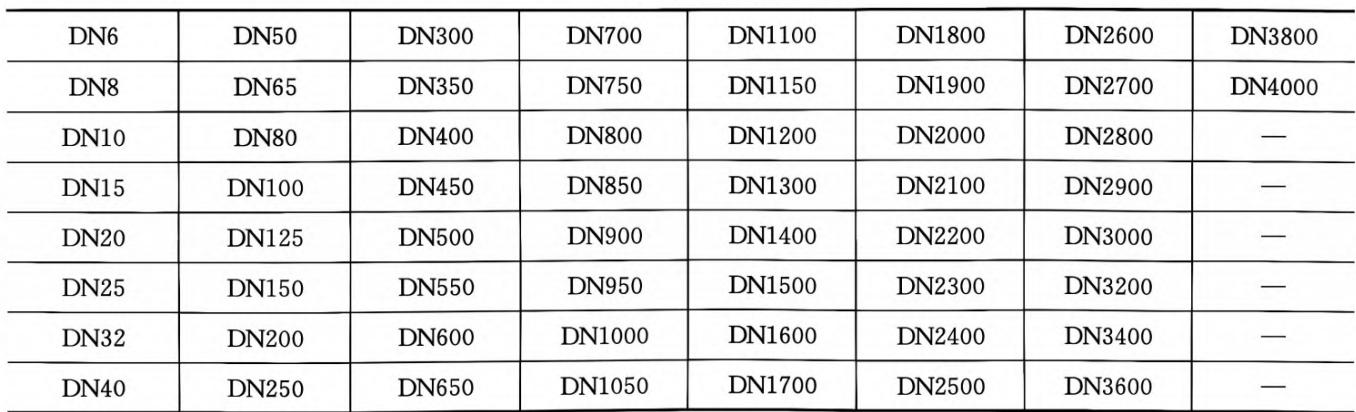 DN6 DN50 DN300 DN700 DN1100 DN1800 DN2600 DN3800
DN8 DN65 DN350 DN750 DN1150 DN1900 DN2700 DN4000
DN10 DN80 DN400 DN800 DN1200 DN2000 DN2800 —
DN15 DN100 DN450 DN850 DN1300 DN2100 DN2900 —
DN20 DN125 DN500 DN900 DN1400 DN2200 DN3000 —
DN25 DN150 DN550 DN950 DN1500 DN2300 DN3200 —
DN32 DN200 DN600 DN1000 DN1600 DN2400 DN3400 —
DN40 DN250 DN650 DN1050 DN1700 DN2500 DN3600 —